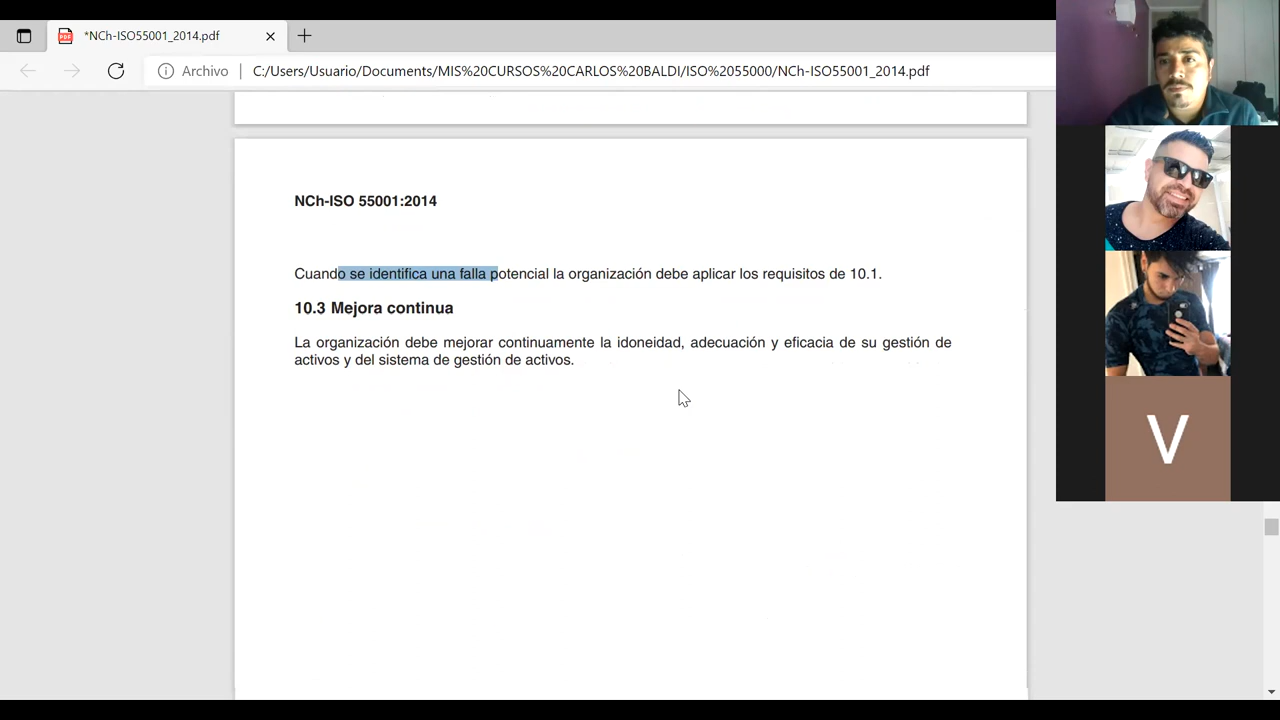 *NCh-ISO55001_2014.pdf
Archivo C:/Users/Usuario/Documents/MIS%20CURSOS%20CARLOS%20BALDI/ISO%2055000/NCh-ISO55001_2014.pdf
NCh-ISO 55001:2014
Cuando se identifica una falla potencial la organización debe aplicar los requisitos de 10.1.
10.3 Mejora continua
La organización debe mejorar continuamente la idoneidad, adecuación y eficacia de su gestión de
activos y del sistema de gestión de activos.
V